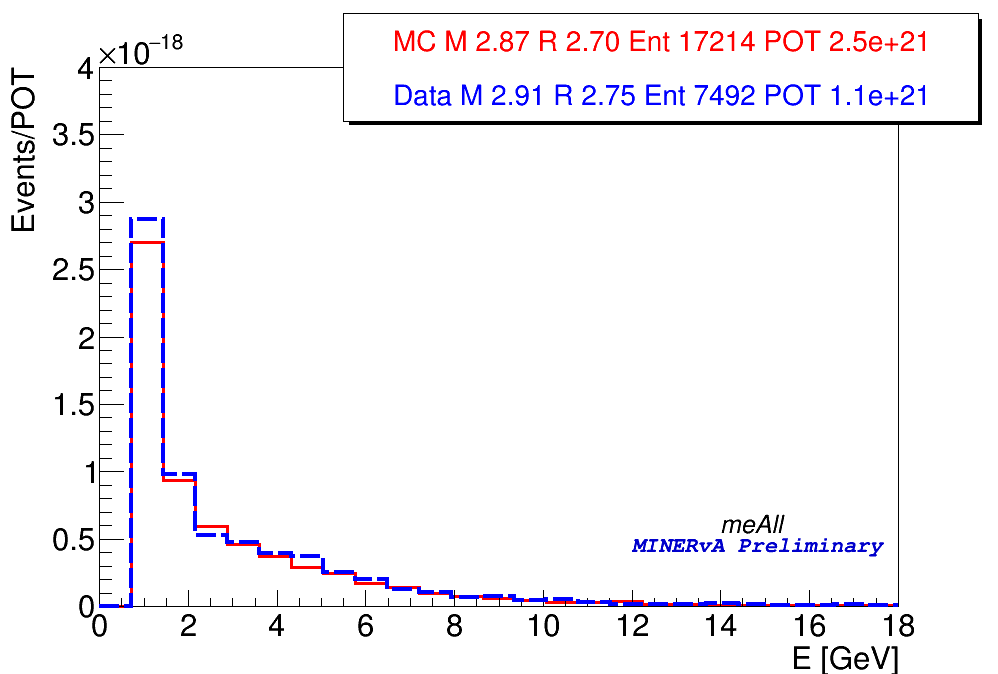 MC M 2.87 R 2.70 Ent 17214 POT 2.5e+21
Data M 2.91 R 2.75 Ent 7492 POT 1.1e+21
×10⁻¹⁸
Events/POT
4
3.5
3
2.5
2
1.5
1
0.5
0
meAll
MINERvA Preliminary
0 2 4 6 8 10 12 14 16 18
E [GeV]